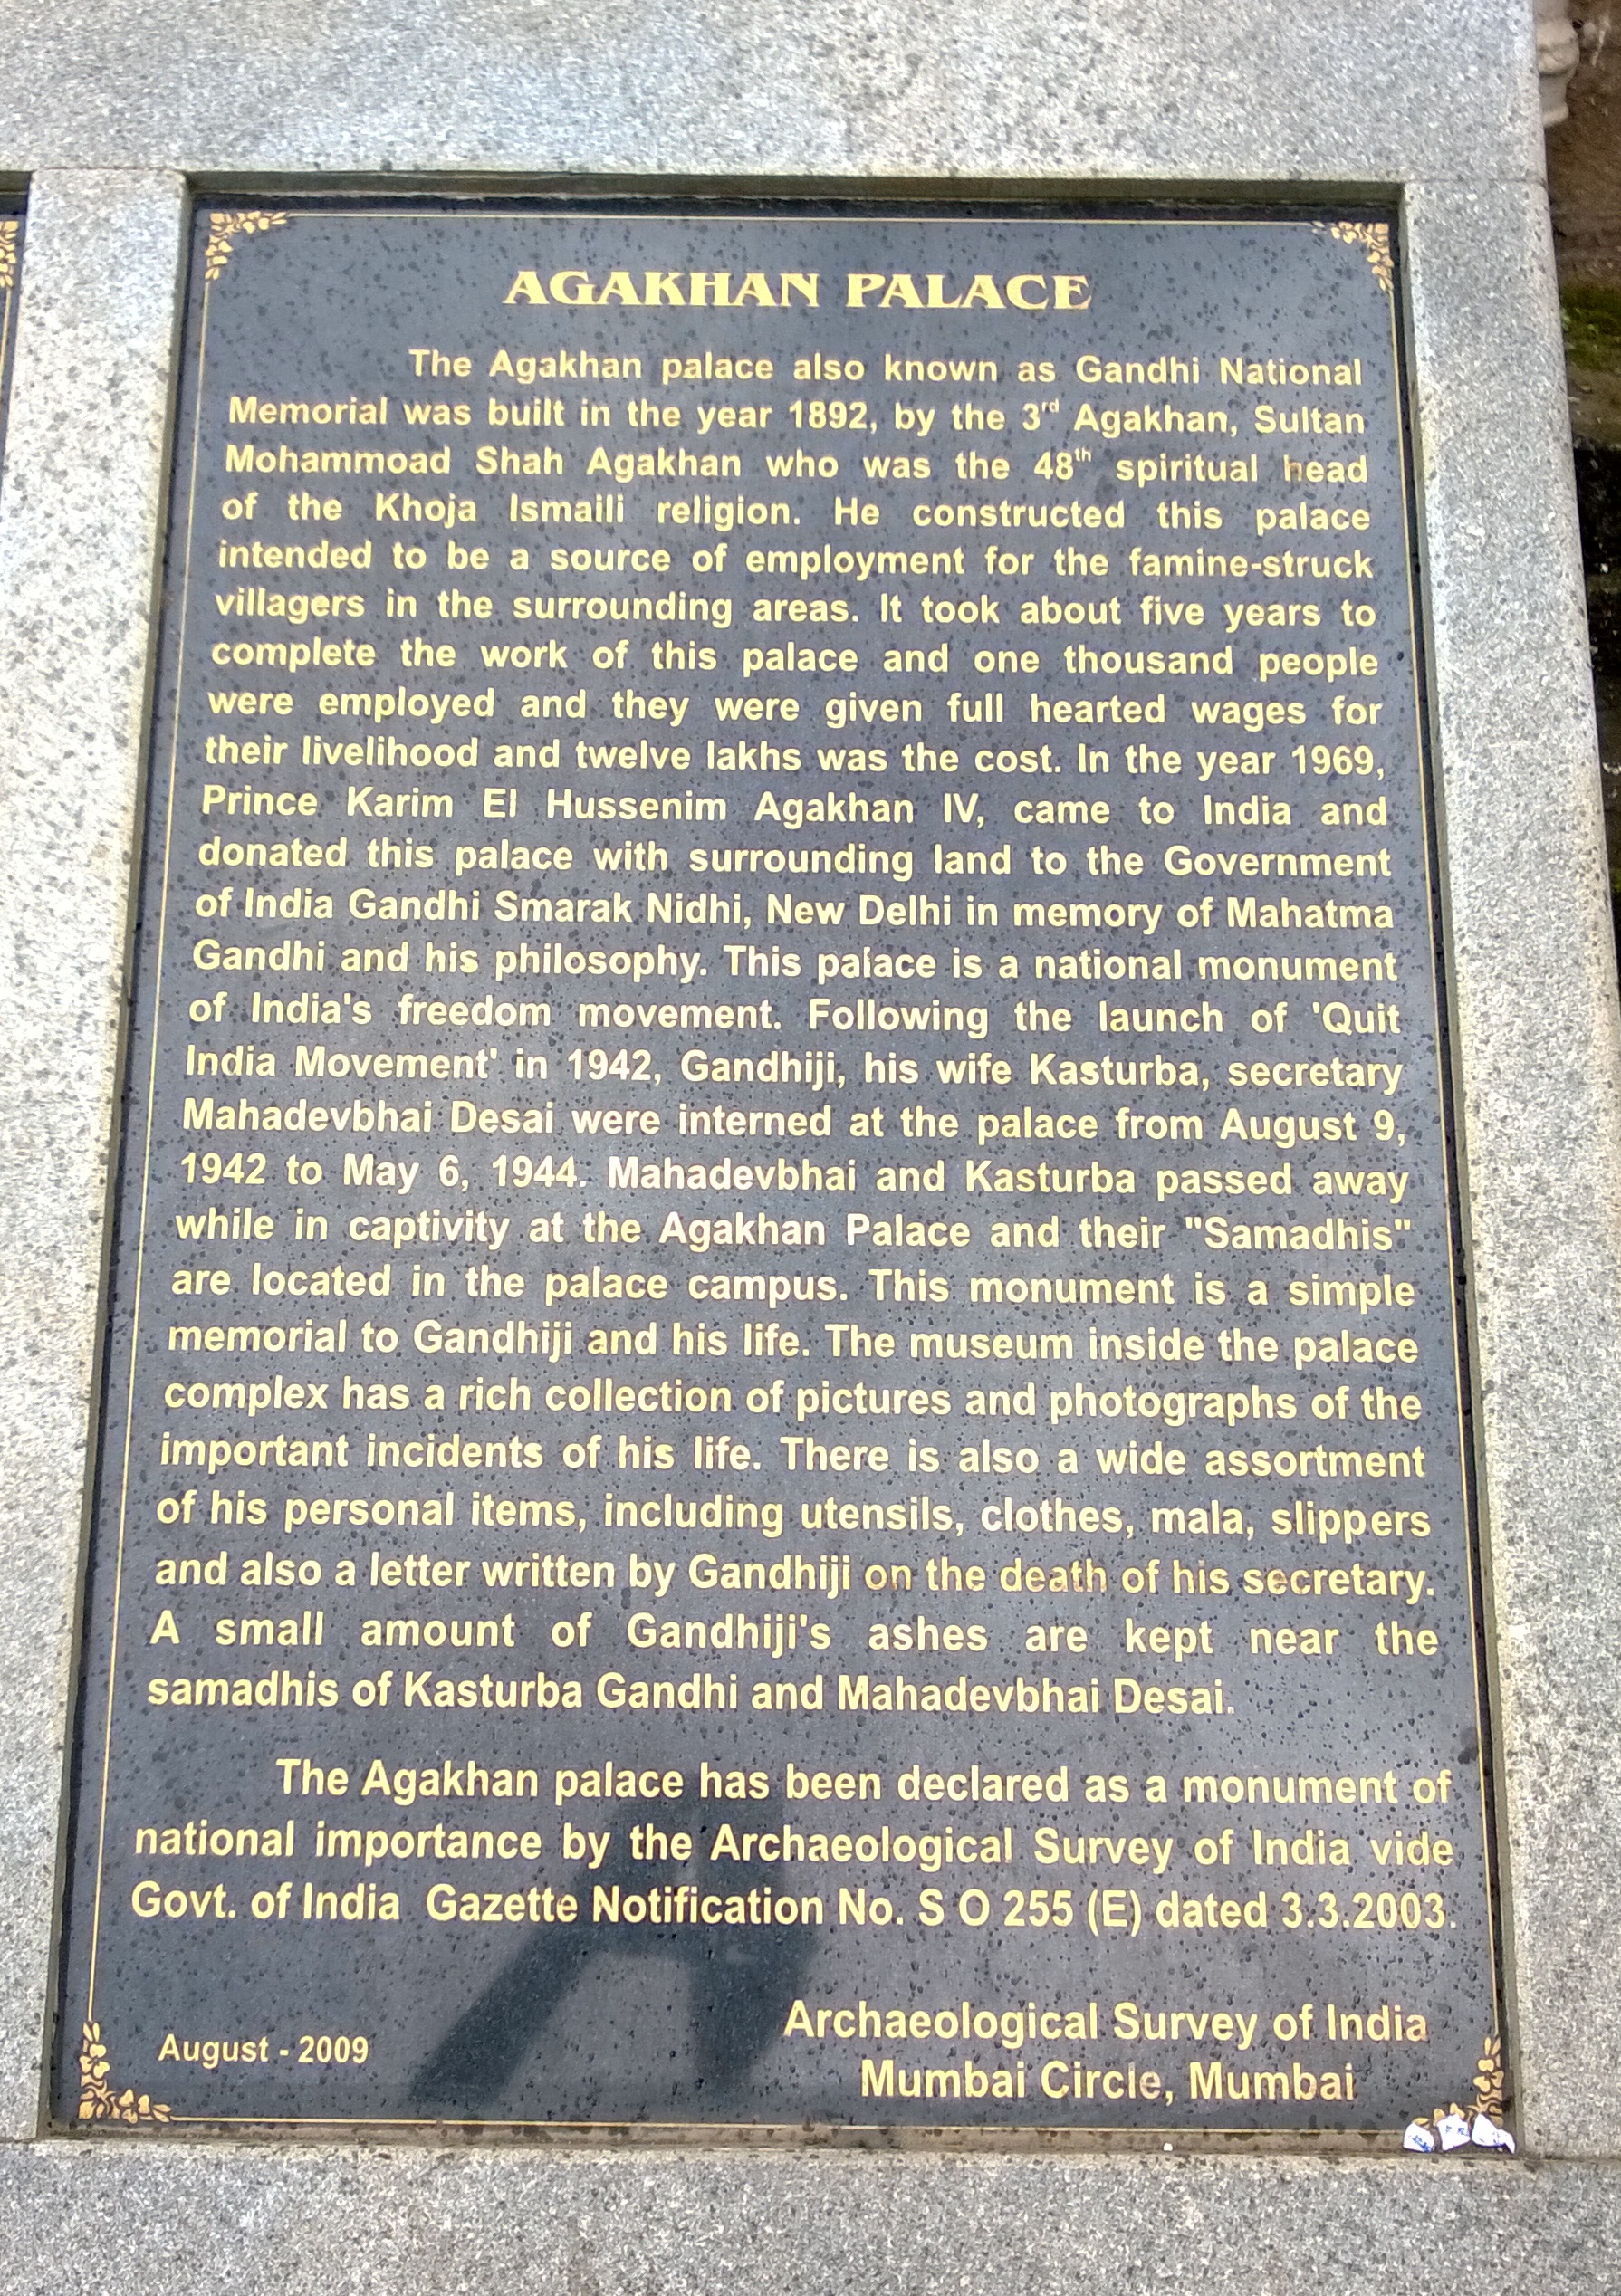 AGAKHAN PALACE
The Agakhan palace also known as Gandhi National
Memorial was built in the year 1892, by the 3rd Agakhan, Sultan
Mohammoad Shah Agakhan who was the 48th spiritual head
of the Khoja Ismaili religion. He constructed this palace
intended to be a source of employment for the famine-struck
villagers in the surrounding areas. It took about five years to
complete the work of this palace and one thousand people
were employed and they were given full hearted wages for
their livelihood and twelve lakhs was the cost. In the year 1969,
Prince Karim El Hussenim Agakhan IV, came to India and
donated this palace with surrounding land to the Government
of India Gandhi Smarak Nidhi, New Delhi in memory of Mahatma
Gandhi and his philosophy. This palace is a national monument
of India's freedom movement. Following the launch of 'Quit
India Movement' in 1942, Gandhiji, his wife Kasturba, secretary
Mahadevbhai Desai were interned at the palace from August 9,
1942 to May 6, 1944. Mahadevbhai and Kasturba passed away
while in captivity at the Agakhan Palace and their "Samadhis"
are located in the palace campus. This monument is a simple
memorial to Gandhiji and his life. The museum inside the palace
complex has a rich collection of pictures and photographs of the
important incidents of his life. There is also a wide assortment
of his personal items, including utensils, clothes, mala, slippers
and also a letter written by Gandhiji on the death of his secretary.
A small amount of Gandhiji's ashes are kept near the
samadhis of Kasturba Gandhi and Mahadevbhai Desai.
The Agakhan palace has been declared as a monument of
national importance by the Archaeological Survey of India vide
Govt. of India Gazette Notification No. S O 255 (E) dated 3.3.2003.
Archaeological Survey of India
August - 2009
Mumbai Circle, Mumbai